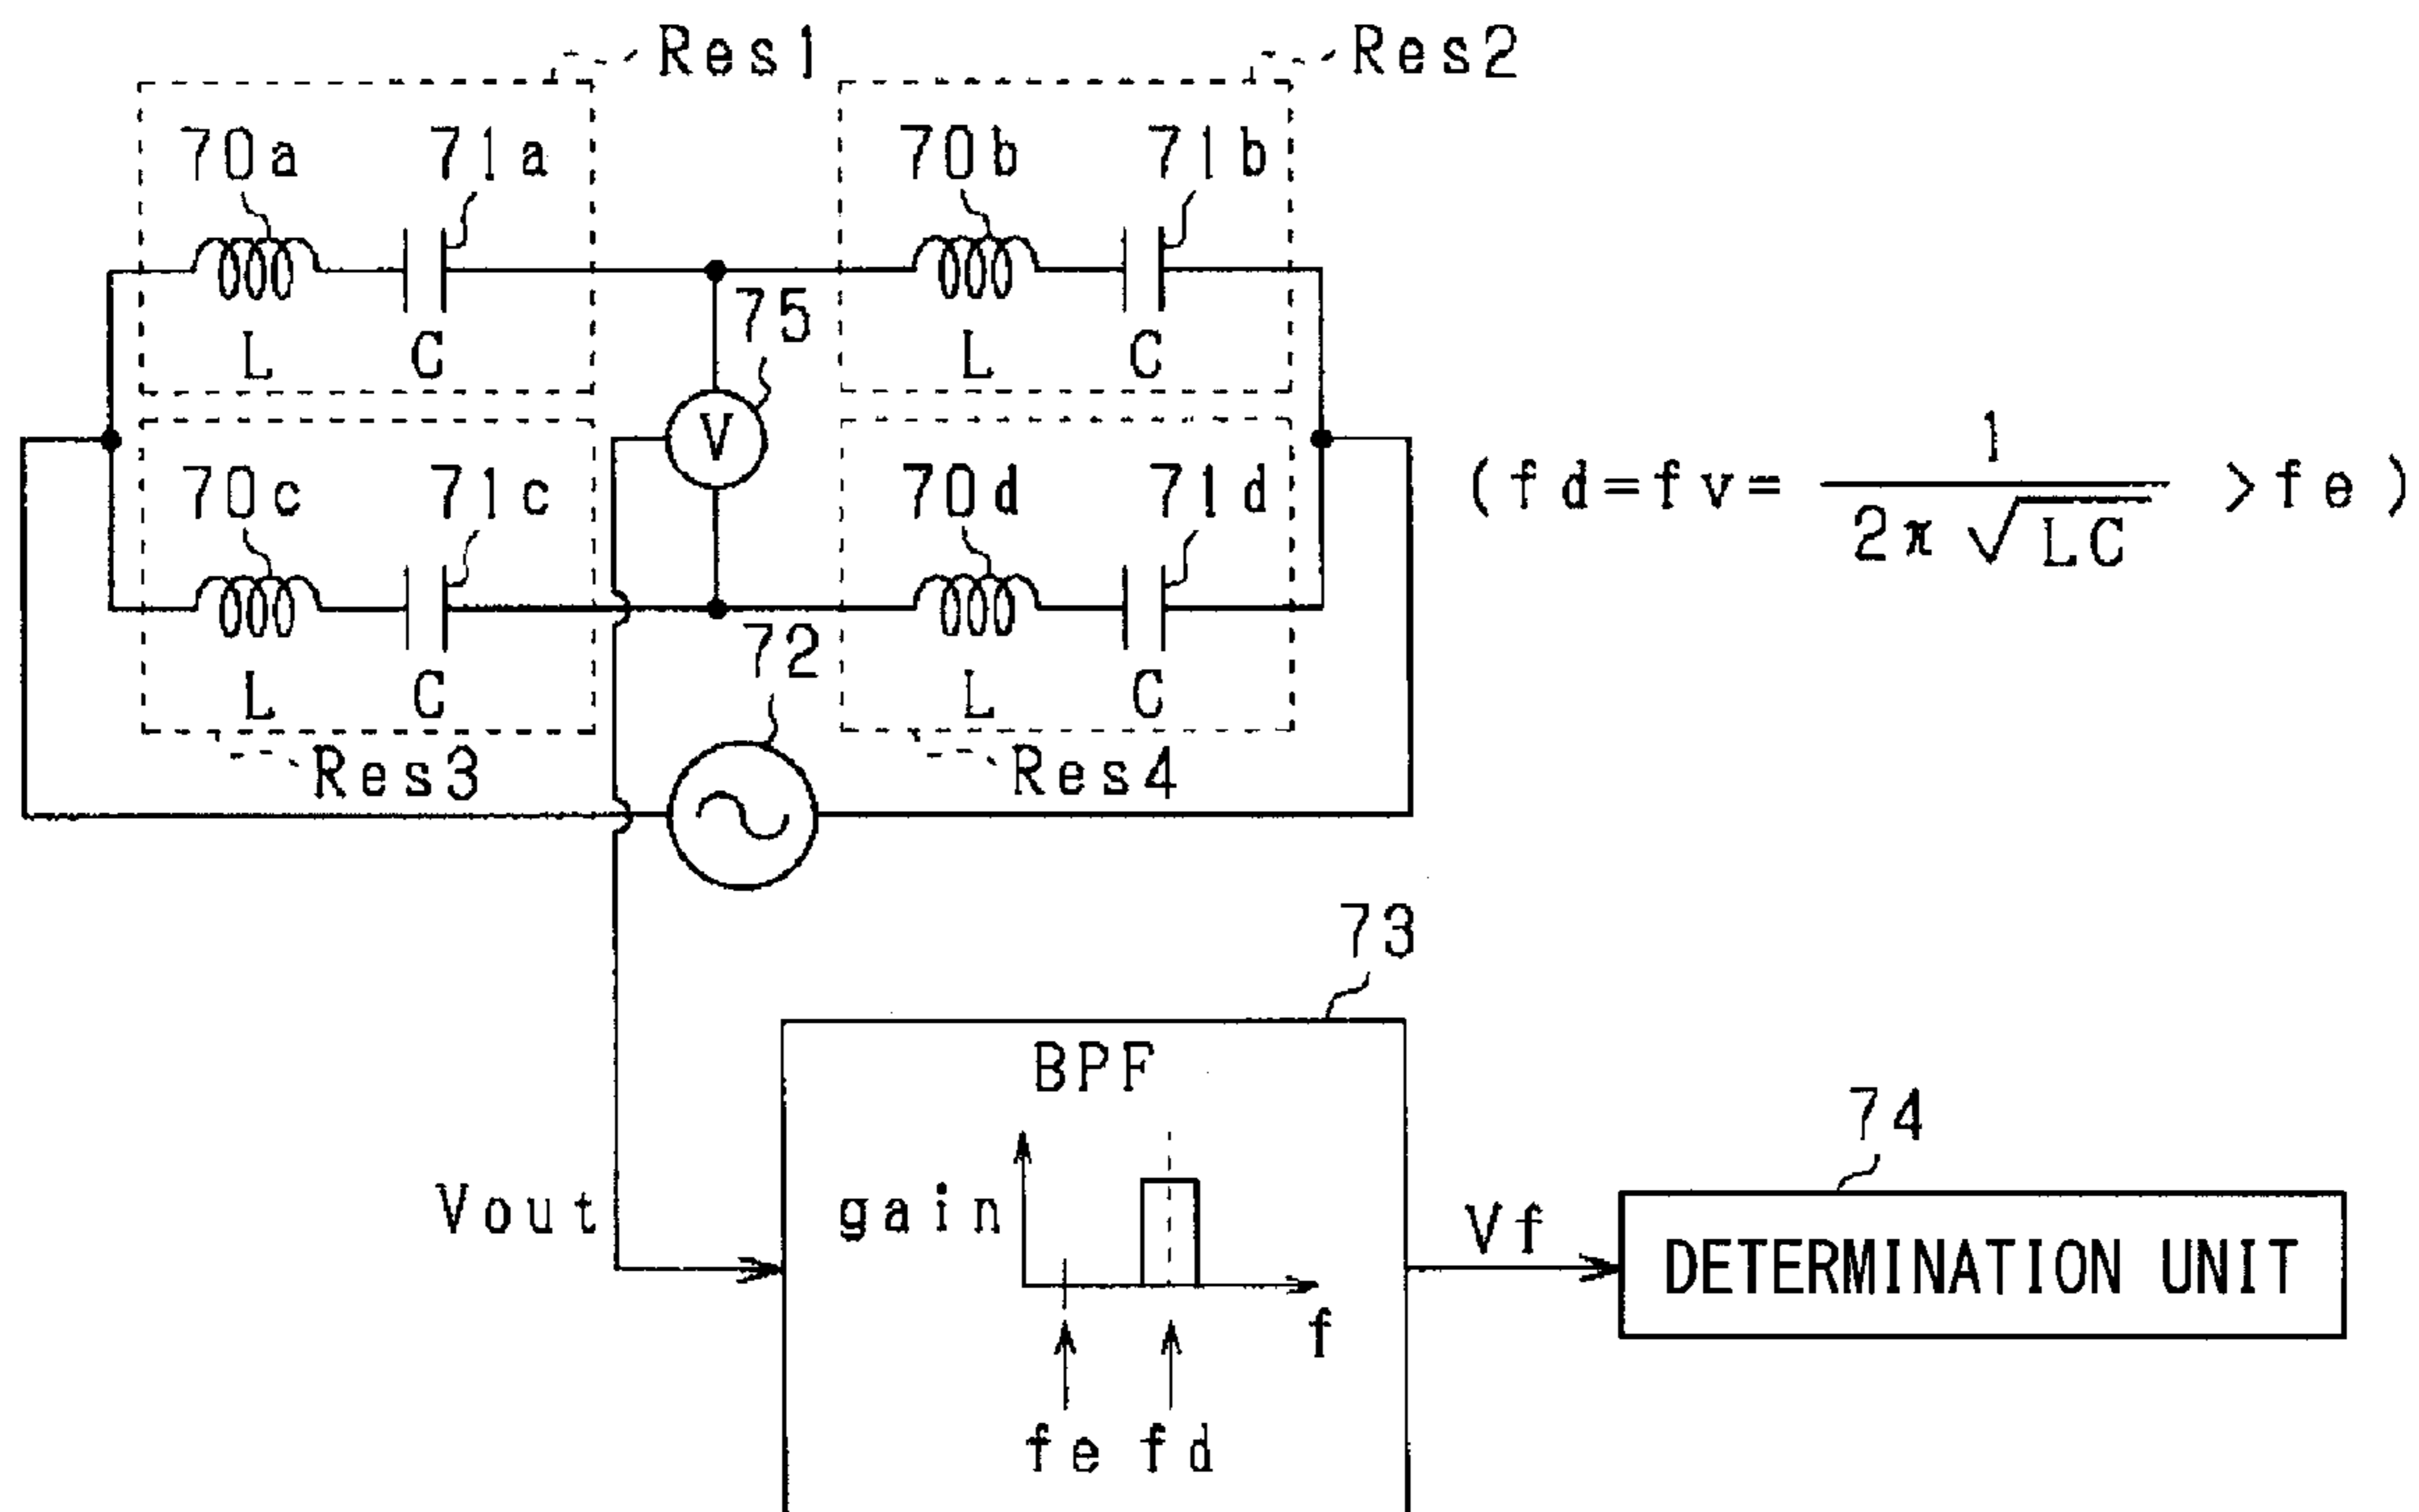 Res1 Res2
70a 71a 70b 71b
L C 75 L C
V
70c 71c 70d 71d
(fd=fv= 1 / 2π √LC >fe)
L C 72 L C
Res3 Res4
73
BPF
74
Vout gain Vf DETERMINATION UNIT
f
fe fd